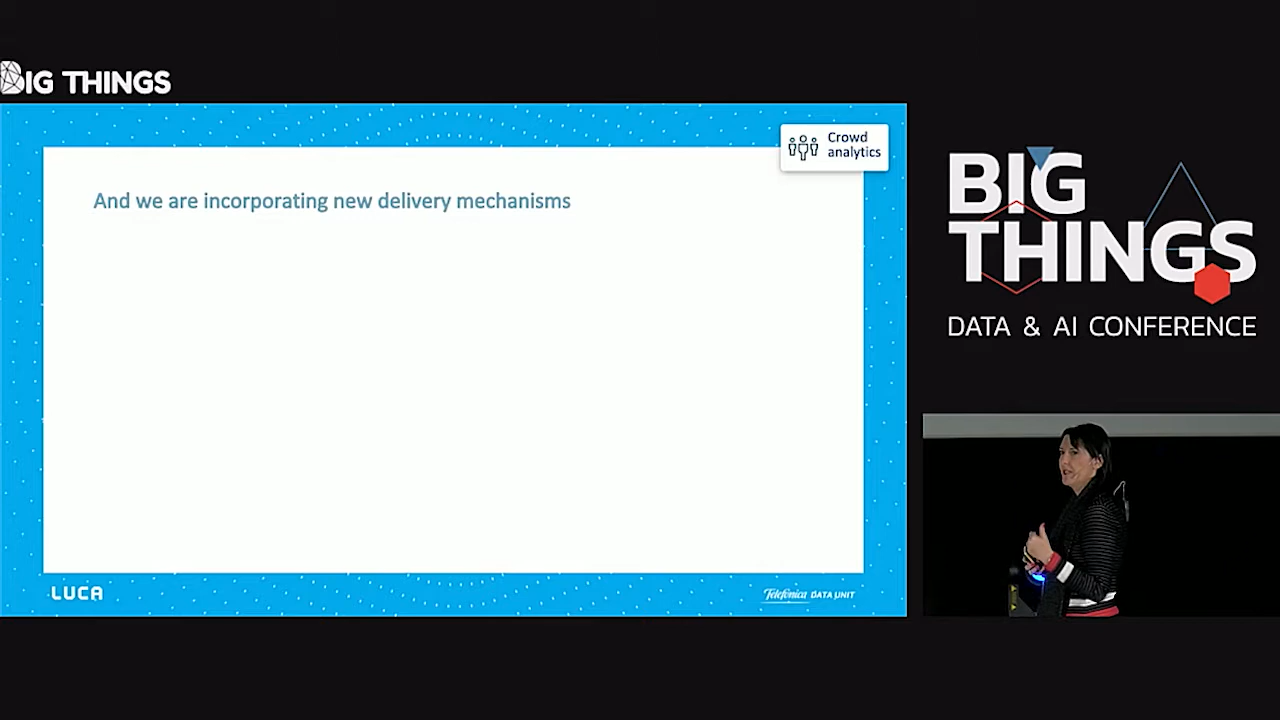 BIG THINGS
Crowd
analytics
And we are incorporating new delivery mechanisms
LUCA
Telefónica DATA UNIT
BIG
THINGS
DATA & AI CONFERENCE